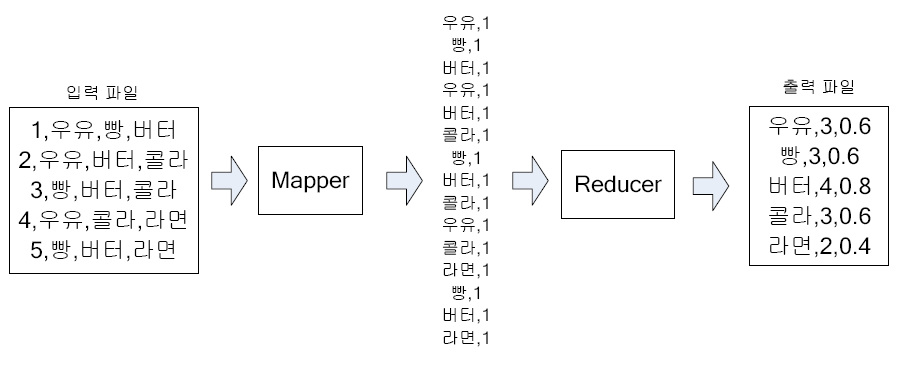 입력 파일
1,우유,빵,버터
2,우유,버터,콜라
3,빵,버터,콜라
4,우유,콜라,라면
5,빵,버터,라면
Mapper
우유,1
빵,1
버터,1
우유,1
버터,1
콜라,1
빵,1
버터,1
콜라,1
우유,1
콜라,1
라면,1
빵,1
버터,1
라면,1
Reducer
출력 파일
우유,3,0.6
빵,3,0.6
버터,4,0.8
콜라,3,0.6
라면,2,0.4